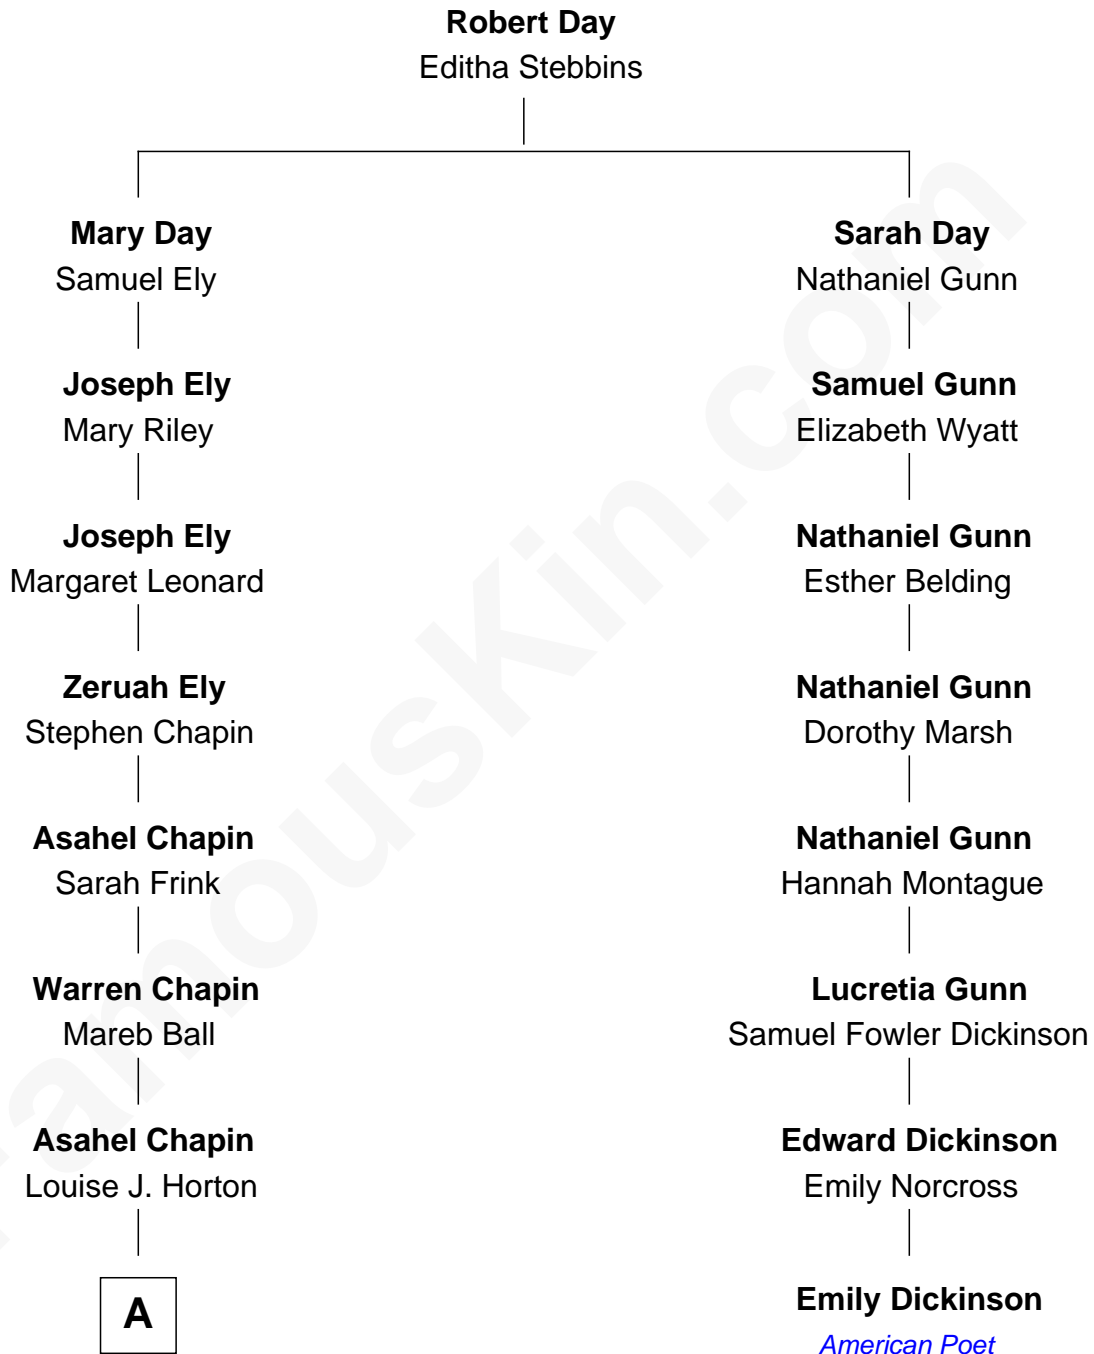 Robert Day
Editha Stebbins
Mary Day
Samuel Ely
Sarah Day
Nathaniel Gunn
Joseph Ely
Mary Riley
Samuel Gunn
Elizabeth Wyatt
Joseph Ely
Margaret Leonard
Nathaniel Gunn
Esther Belding
Zeruah Ely
Stephen Chapin
Nathaniel Gunn
Dorothy Marsh
Asahel Chapin
Sarah Frink
Nathaniel Gunn
Hannah Montague
Warren Chapin
Mareb Ball
Lucretia Gunn
Samuel Fowler Dickinson
Asahel Chapin
Louise J. Horton
Edward Dickinson
Emily Norcross
A
Emily Dickinson
American Poet
FamousKin.com